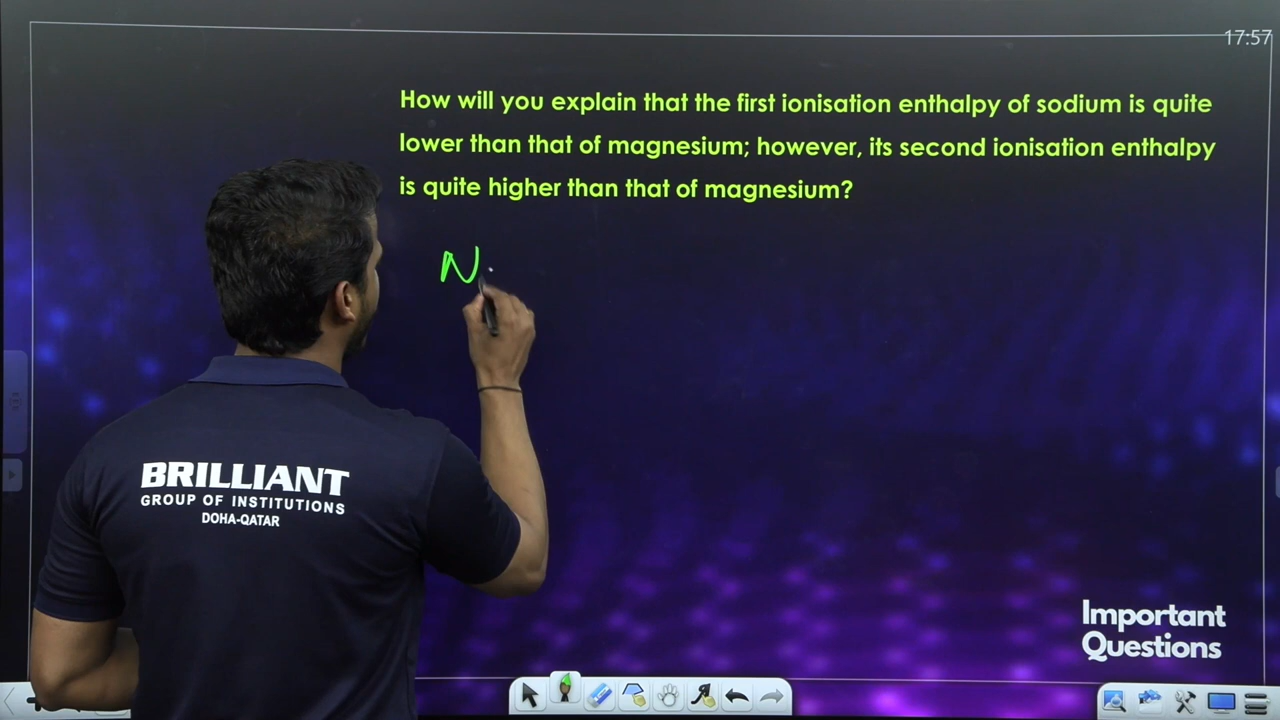 17:57
How will you explain that the first ionisation enthalpy of sodium is quite
lower than that of magnesium; however, its second ionisation enthalpy
is quite higher than that of magnesium?
N
BRILLIANT
GROUP OF INSTITUTIONS
DOHA-QATAR
Important
Questions